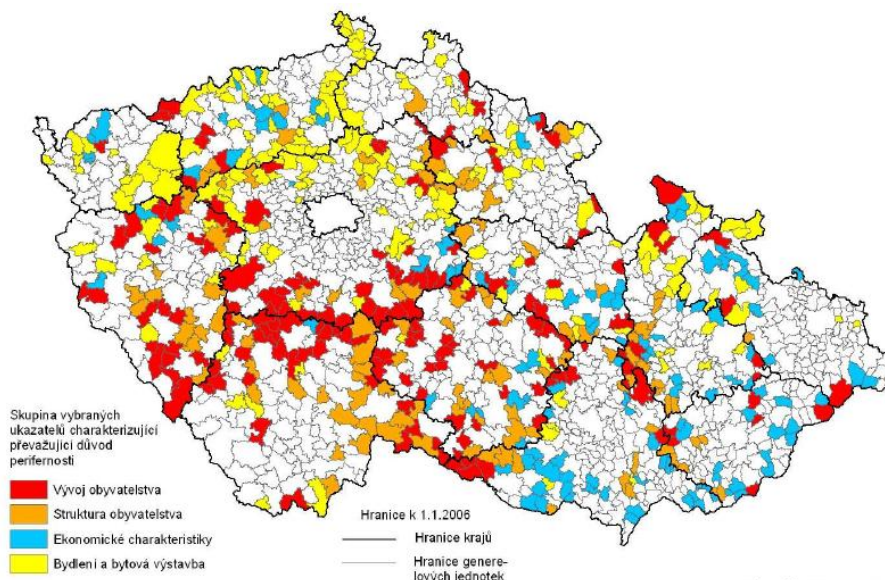 Skupina vybraných
ukazatelů charakterizující
převažující důvod
perifernosti
Vývoj obyvatelstva
Struktura obyvatelstva
Ekonomické charakteristiky
Bydlení a bytová výstavba
Hranice k 1.1.2006
Hranice krajů
Hranice genere-
lových jednotek